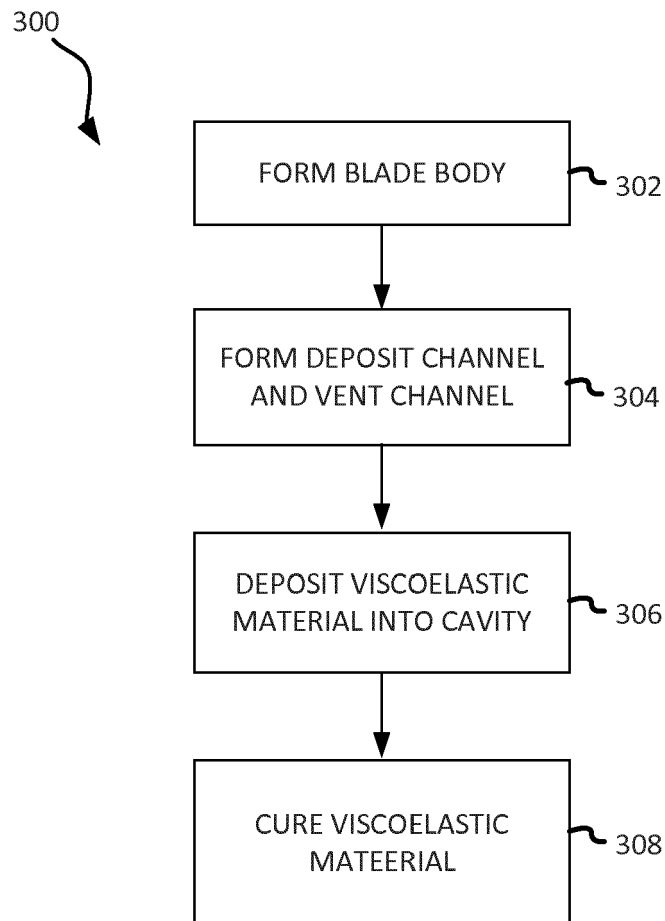 300
FORM BLADE BODY
302
FORM DEPOSIT CHANNEL
AND VENT CHANNEL
304
DEPOSIT VISCOELASTIC
MATERIAL INTO CAVITY
306
CURE VISCOELASTIC
MATEERIAL
308